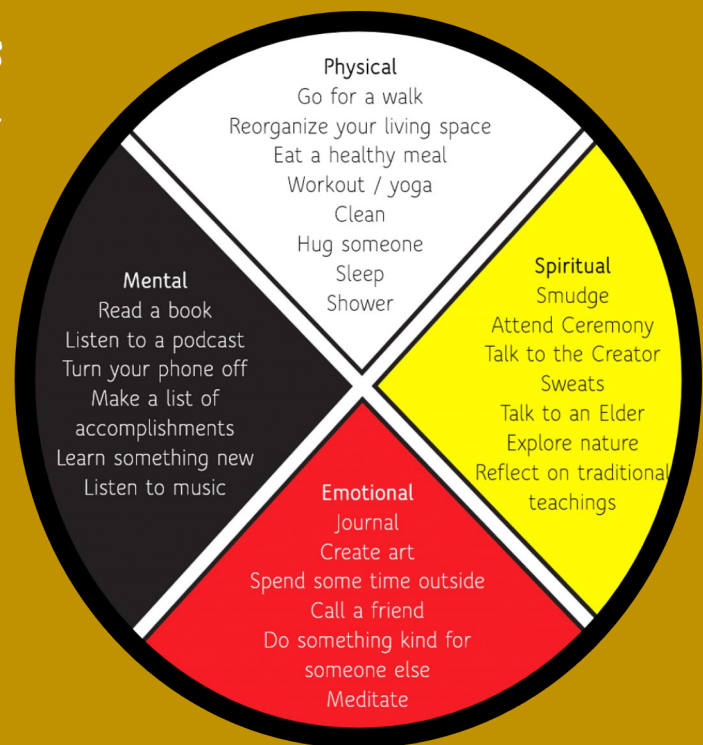 Physical
Go for a walk
Reorganize your living space
Eat a healthy meal
Workout / yoga
Clean
Hug someone
Sleep
Shower
Mental
Read a book
Listen to a podcast
Turn your phone off
Make a list of
accomplishments
Learn something new
Listen to music
Spiritual
Smudge
Attend Ceremony
Talk to the Creator
Sweats
Talk to an Elder
Explore nature
Reflect on traditional
teachings
Emotional
Journal
Create art
Spend some time outside
Call a friend
Do something kind for
someone else
Meditate